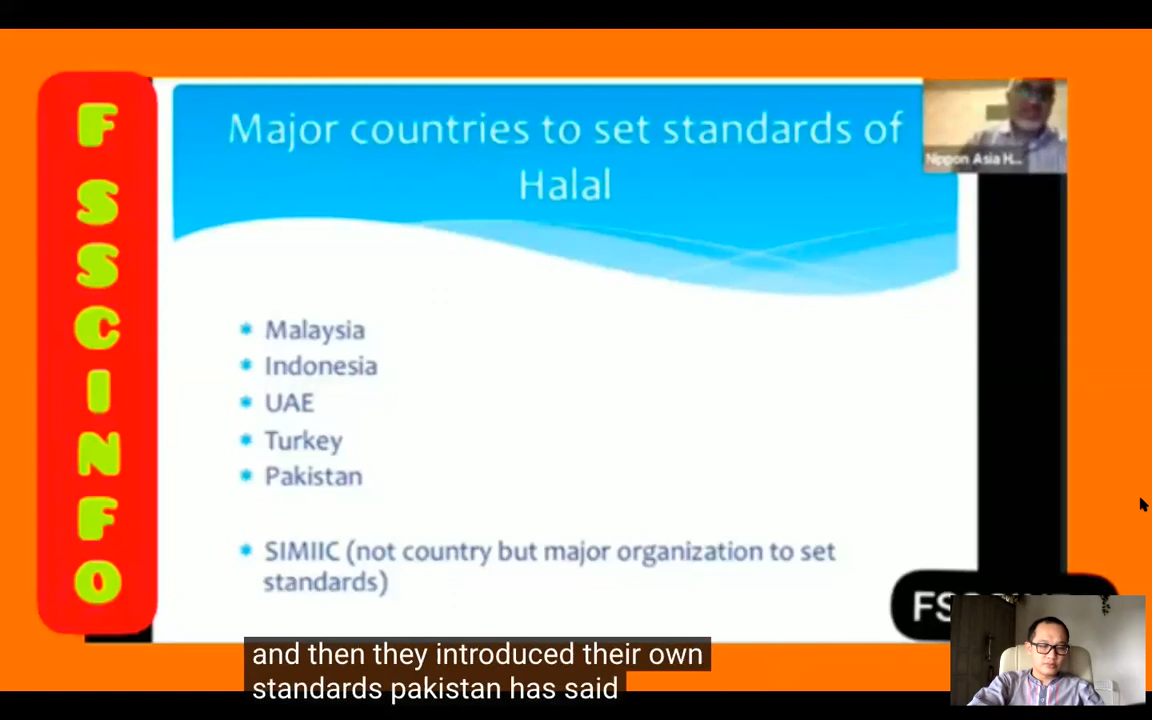 FSSCINFO
Major countries to set standards of
Halal
Nippon Asia H...
Malaysia
Indonesia
UAE
Turkey
Pakistan
SIMIIC (not country but major organization to set
standards)
and then they introduced their own
standards pakistan has said